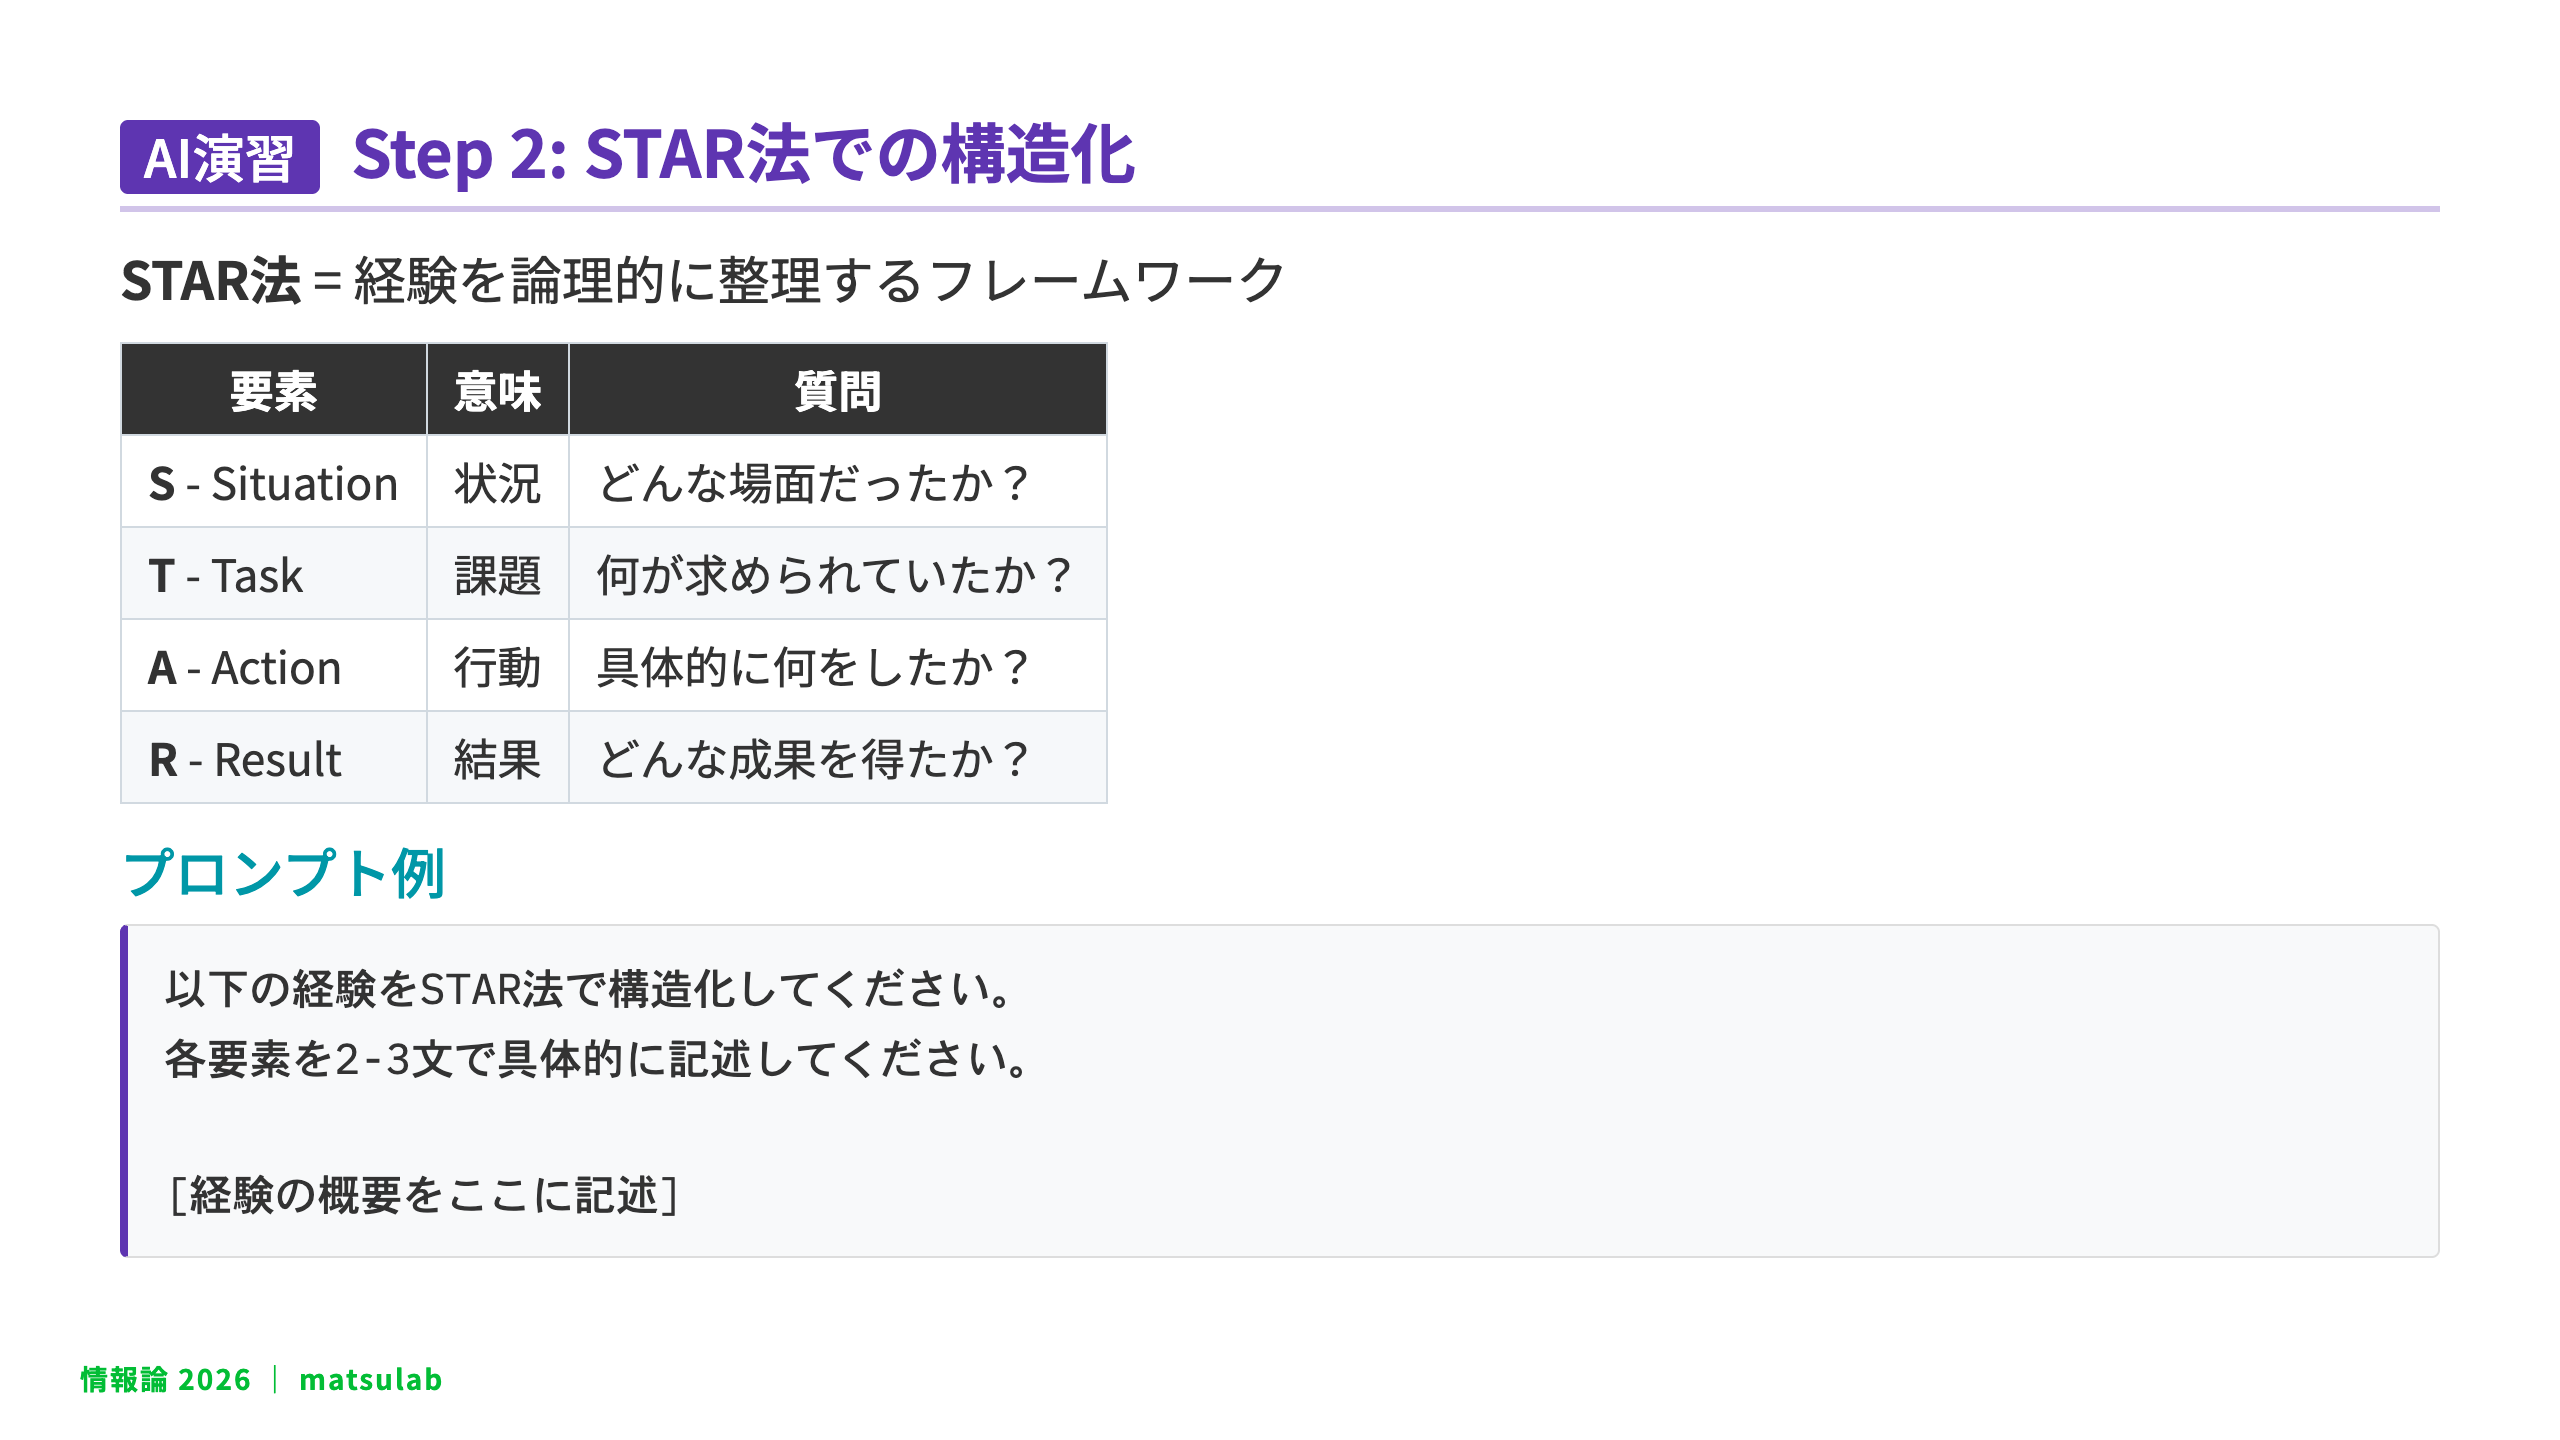 AI演習 Step 2: STAR法での構造化
STAR法 = 経験を論理的に整理するフレームワーク
要素 意味 質問
S - Situation 状況 どんな場面だったか？
T - Task 課題 何が求められていたか？
A - Action 行動 具体的に何をしたか？
R - Result 結果 どんな成果を得たか？
プロンプト例
以下の経験をSTAR法で構造化してください。
各要素を2-3文で具体的に記述してください。
[経験の概要をここに記述]
情報論 2026 ｜ matsulab